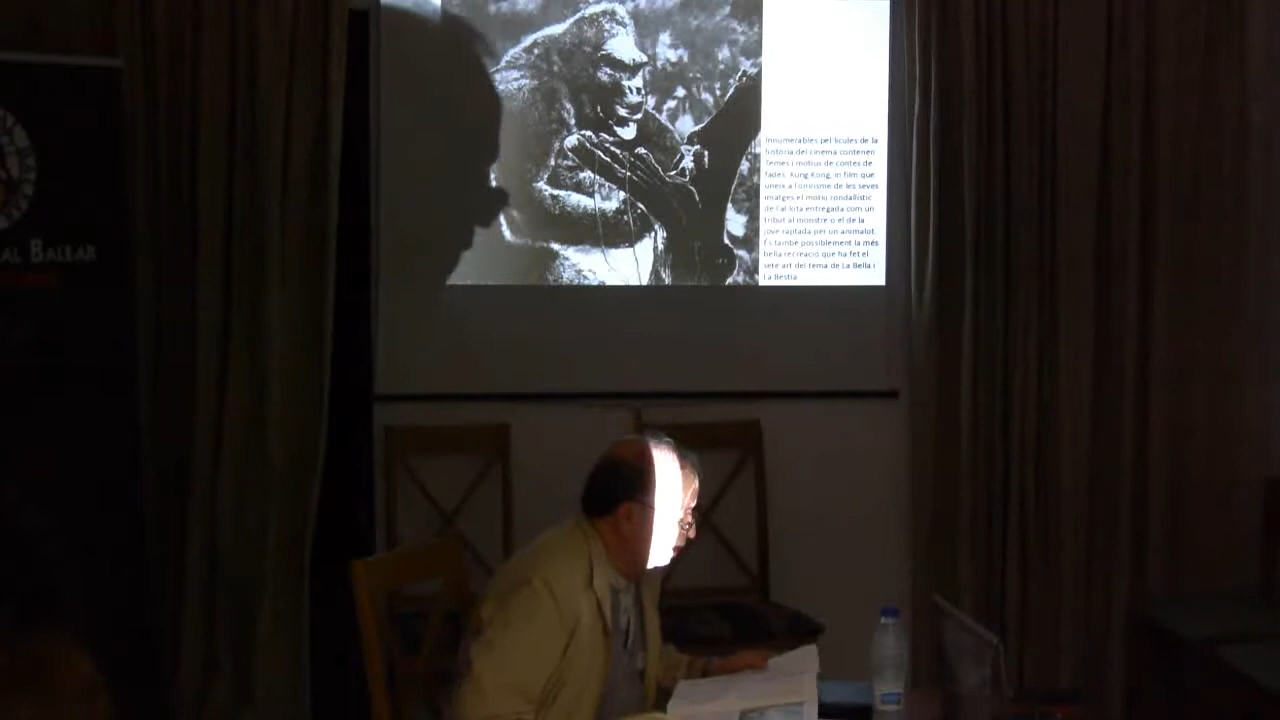 AL BALEAR
Innumerables pel·lícules de la
història del cinema contenen
Temes i motius de contes de
fades. Kung Kong, in film que
uneix a l'onirisme de les seves
imatges el motiu rondallístic
de l'al·lota entregada com un
tribut al monstre o el de la
jove raptada per un animalot.
És també possiblement la més
bella recreació que ha fet el
sete art del tema de La Bella i
La Bestia